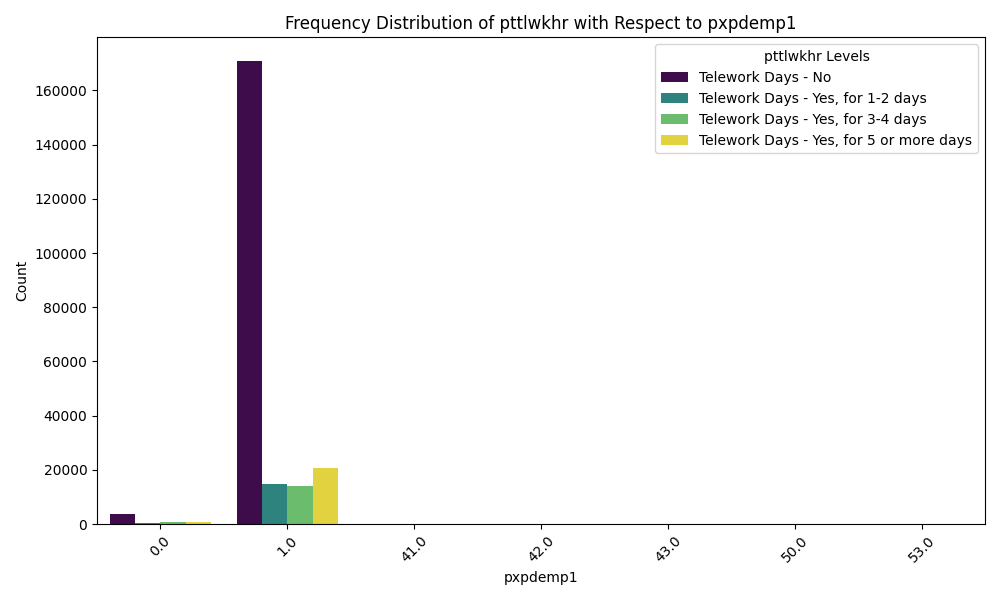 Frequency Distribution of pttlwkhr with Respect to pxpdemp1
pttlwkhr Levels
Telework Days - No
Telework Days - Yes, for 1-2 days
Telework Days - Yes, for 3-4 days
Telework Days - Yes, for 5 or more days
Count
160000
140000
120000
100000
80000
60000
40000
20000
0
0.0
1.0
41.0
42.0
43.0
50.0
53.0
pxpdemp1